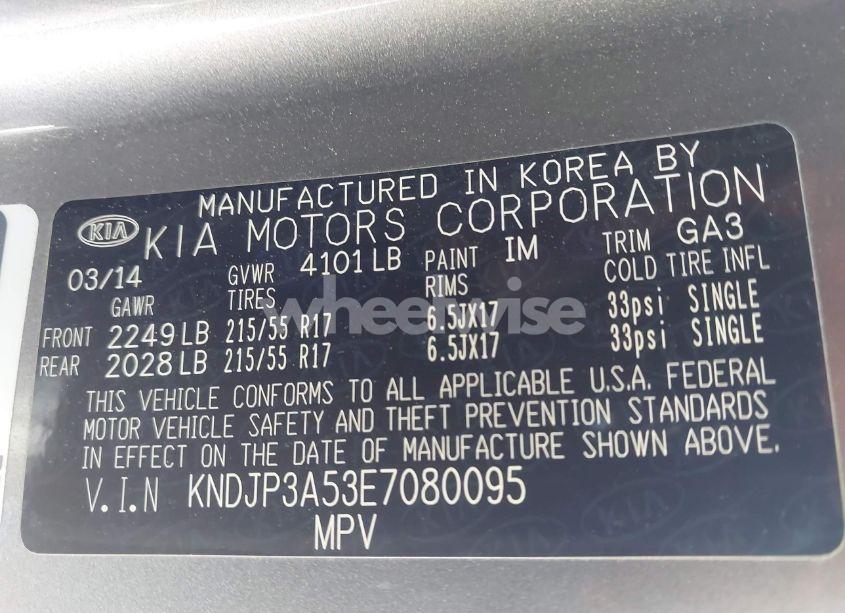 MANUFACTURED IN KOREA BY
KIA KIA MOTORS CORPORATION
03/14 GVWR 4101 LB PAINT IM TRIM GA3
GAWR TIRES RIMS COLD TIRE INFL
FRONT 2249 LB 215/55 R17 6.5JX17 33psi SINGLE
REAR 2028 LB 215/55 R17 6.5JX17 33psi SINGLE
THIS VEHICLE CONFORMS TO ALL APPLICABLE U.S.A. FEDERAL
MOTOR VEHICLE SAFETY AND THEFT PREVENTION STANDARDS
IN EFFECT ON THE DATE OF MANUFACTURE SHOWN ABOVE.
V.I.N KNDJP3A53E7080095
MPV
wheelwise